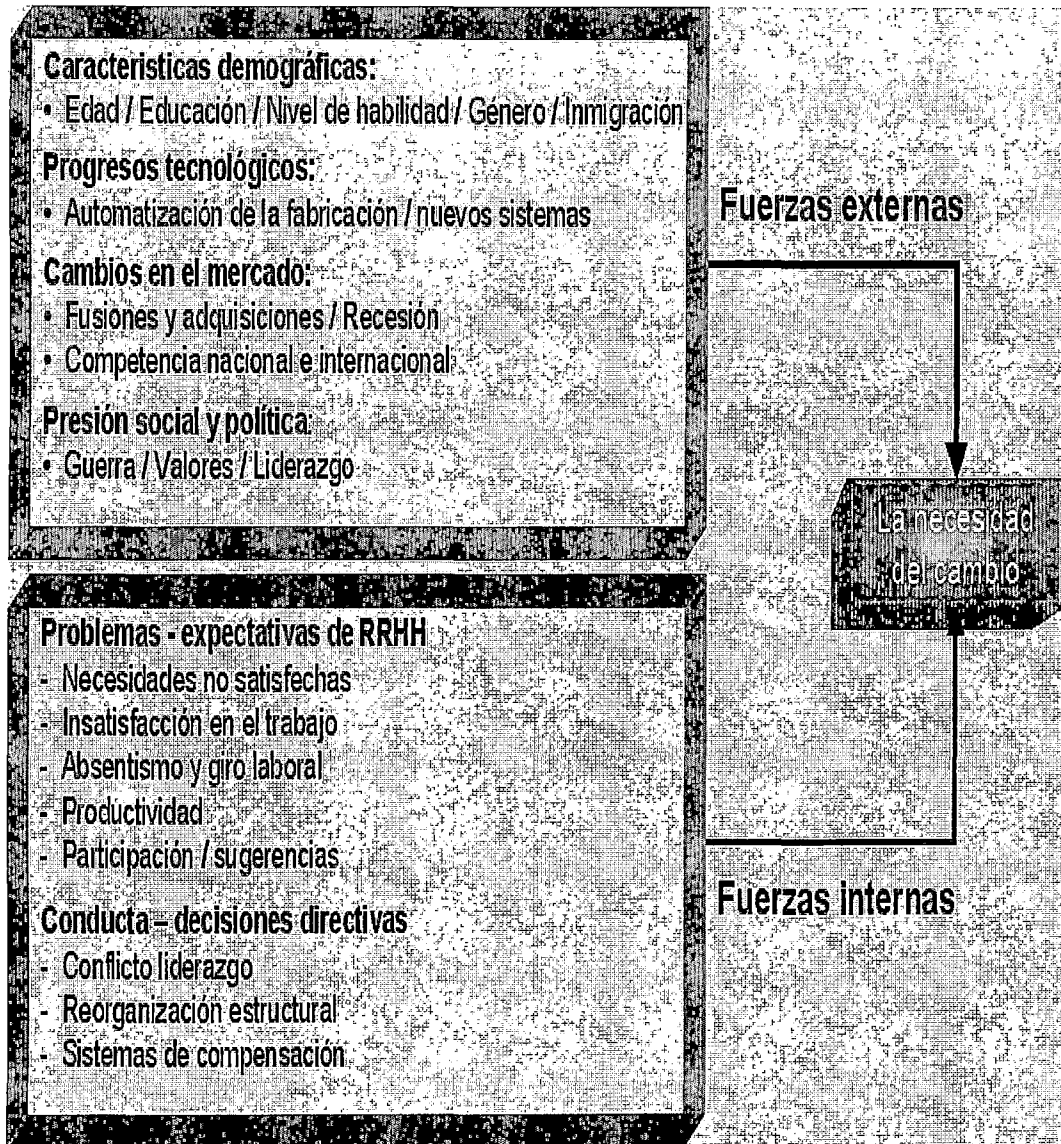 Caracteristicas demográficas:
• Edad / Educación / Nivel de habilidad / Género / Inmigración
Progresos tecnológicos:
• Automatización de la fabricación / nuevos sistemas
Cambios en el mercado:
• Fusiones y adquisiciones / Recesión
• Competencia nacional e internacional
Presión social y política:
• Guerra / Valores / Liderazgo
Fuerzas externas
La necesidad
del cambio
Problemas - expectativas de RRHH
- Necesidades no satisfechas
- Insatisfacción en el trabajo
- Absentismo y giro laboral
- Productividad
- Participación / sugerencias
Conducta – decisiones directivas
- Conflicto liderazgo
- Reorganización estructural
- Sistemas de compensación
Fuerzas internas